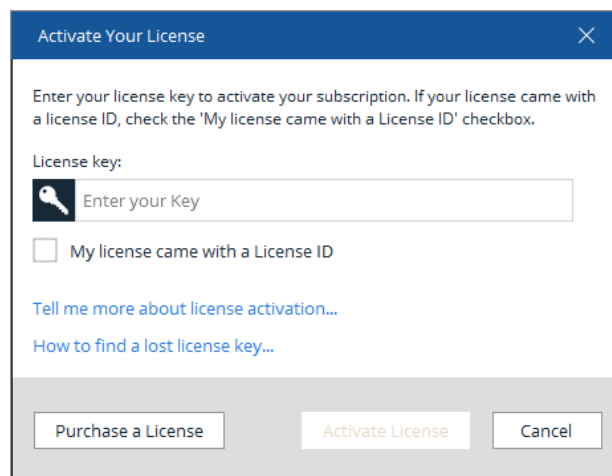 Activate Your License
Enter your license key to activate your subscription. If your license came with
a license ID, check the 'My license came with a License ID' checkbox.
License key:
Enter your Key
My license came with a License ID
Tell me more about license activation...
How to find a lost license key...
Purchase a License
Activate License
Cancel